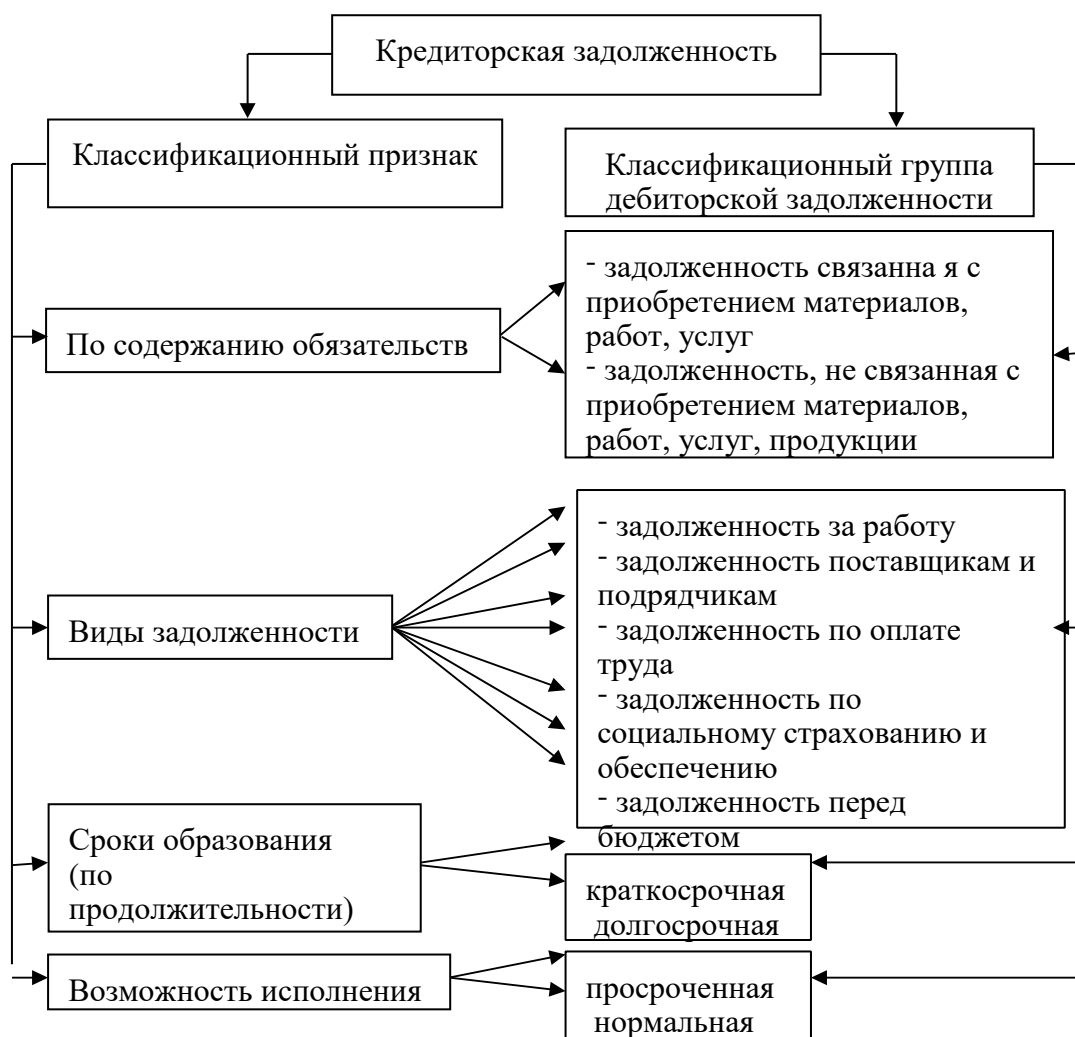 Кредиторская задолженность
Классификационный признак
Классификационный группа
дебиторской задолженности
По содержанию обязательств
- задолженность связанна я с
приобретением материалов,
работ, услуг
- задолженность, не связанная с
приобретением материалов,
работ, услуг, продукции
Виды задолженности
- задолженность за работу
- задолженность поставщикам и
подрядчикам
- задолженность по оплате
труда
- задолженность по
социальному страхованию и
обеспечению
- задолженность перед
бюджетом
Сроки образования
(по
продолжительности)
краткосрочная
долгосрочная
Возможность исполнения
просроченная
нормальная